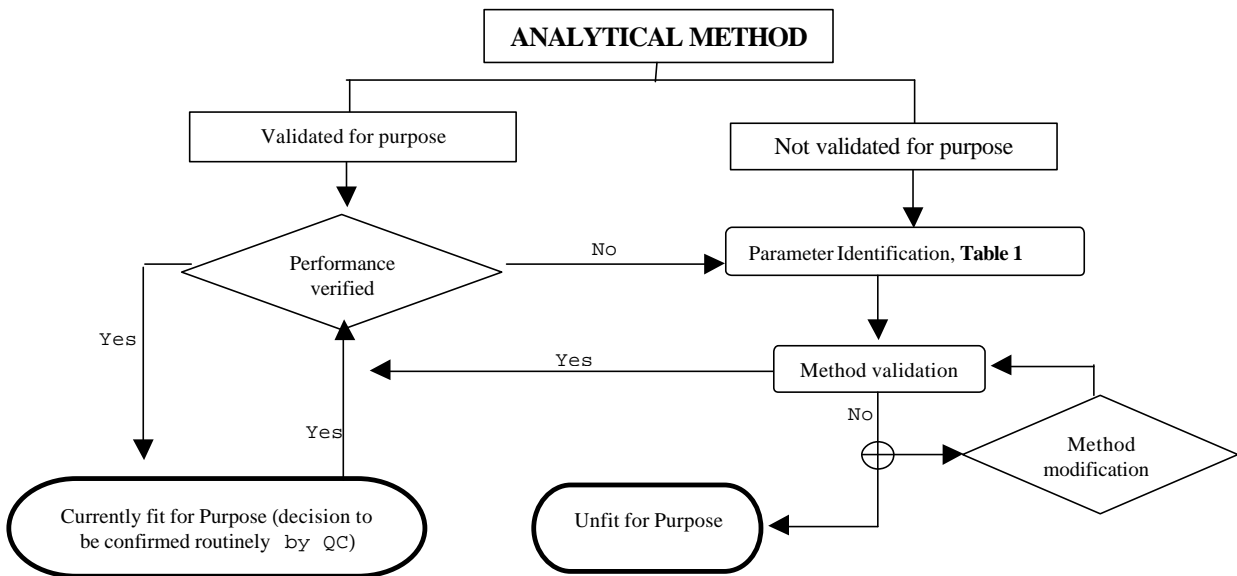 ANALYTICAL METHOD
Validated for purpose
Not validated for purpose
Performance
verified
No
Parameter Identification, Table 1
Yes
Yes
Method validation
No
Yes
Method
modification
Currently fit for Purpose (decision to
be confirmed routinely by QC)
Unfit for Purpose